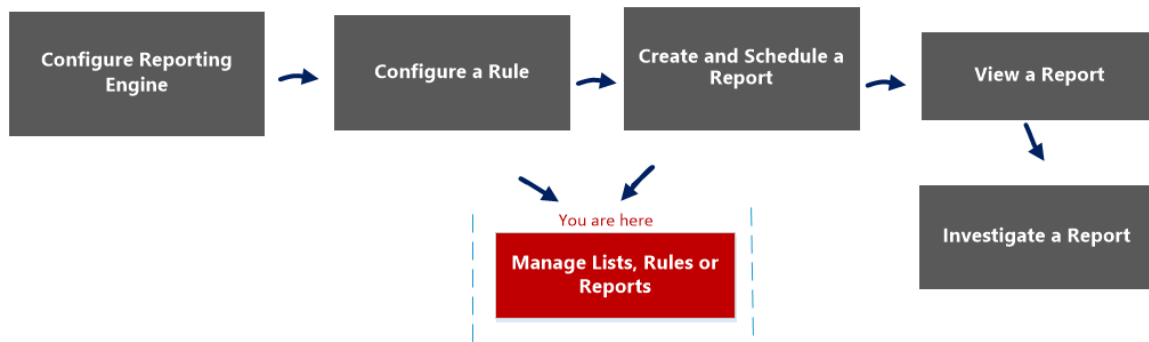 Configure Reporting
Engine
Configure a Rule
Create and Schedule a
Report
View a Report
You are here
Manage Lists, Rules or
Reports
Investigate a Report